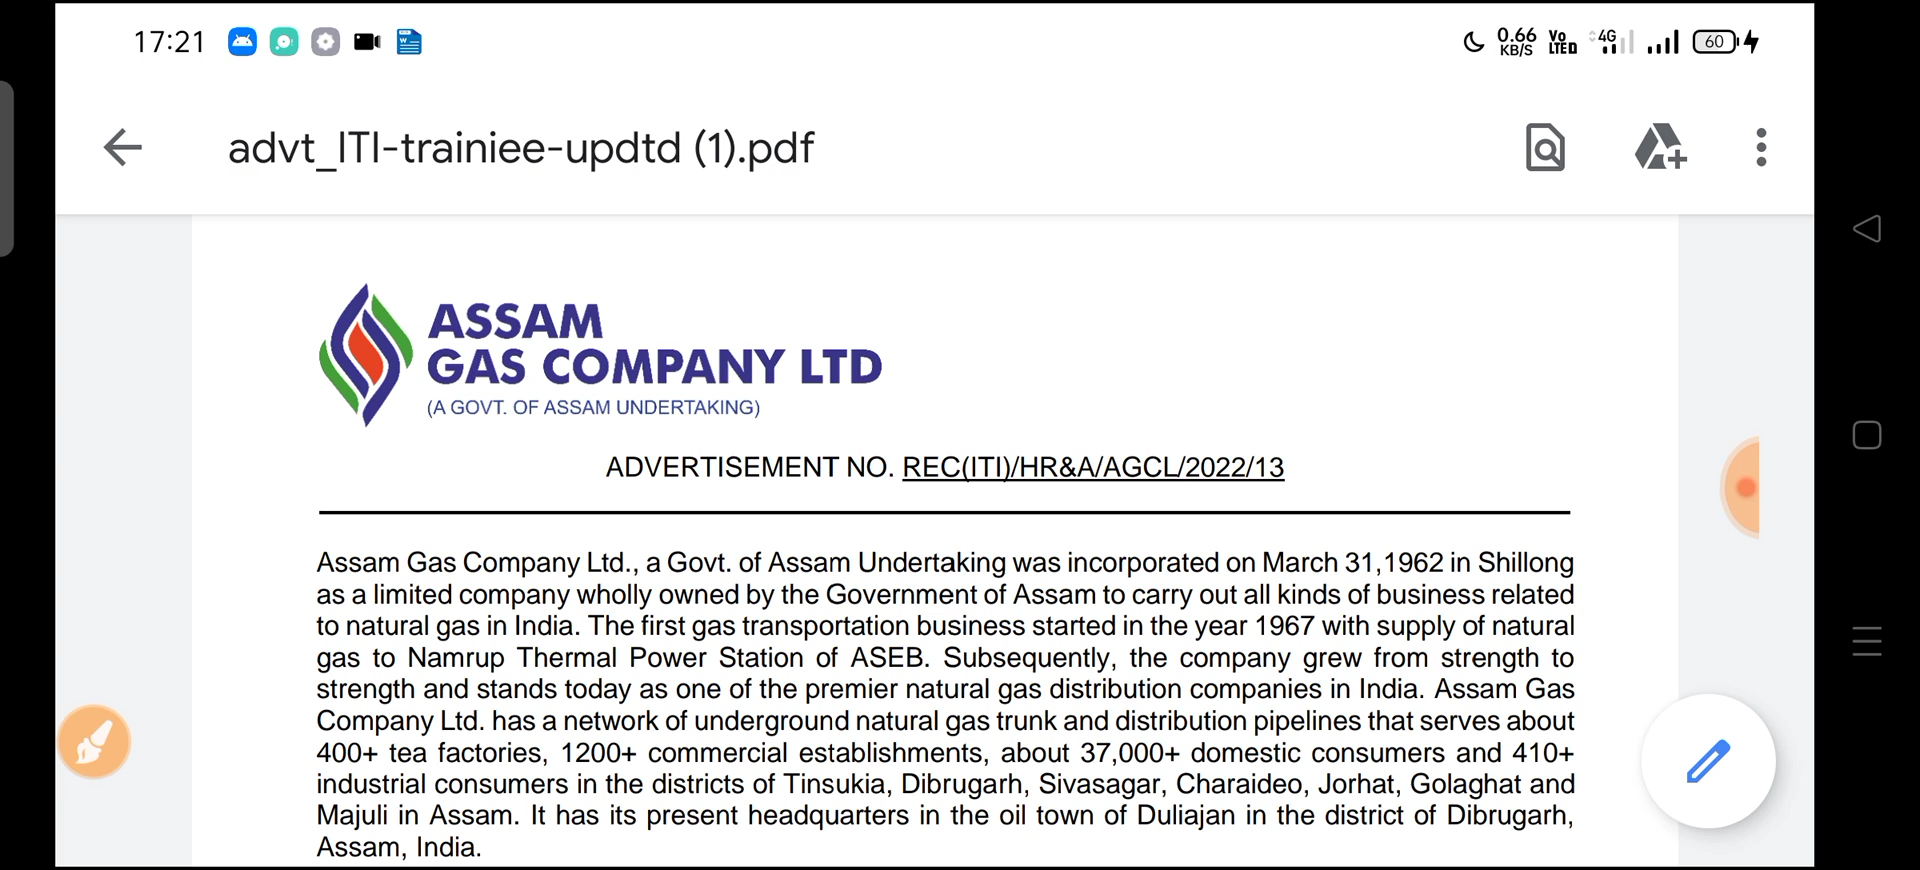 17:21 0.66 KB/S Vo LTE 4G 60
advt_ITI-trainiee-updtd (1).pdf
ASSAM
GAS COMPANY LTD
(A GOVT. OF ASSAM UNDERTAKING)
ADVERTISEMENT NO. REC(ITI)/HR&A/AGCL/2022/13
Assam Gas Company Ltd., a Govt. of Assam Undertaking was incorporated on March 31,1962 in Shillong
as a limited company wholly owned by the Government of Assam to carry out all kinds of business related
to natural gas in India. The first gas transportation business started in the year 1967 with supply of natural
gas to Namrup Thermal Power Station of ASEB. Subsequently, the company grew from strength to
strength and stands today as one of the premier natural gas distribution companies in India. Assam Gas
Company Ltd. has a network of underground natural gas trunk and distribution pipelines that serves about
400+ tea factories, 1200+ commercial establishments, about 37,000+ domestic consumers and 410+
industrial consumers in the districts of Tinsukia, Dibrugarh, Sivasagar, Charaideo, Jorhat, Golaghat and
Majuli in Assam. It has its present headquarters in the oil town of Duliajan in the district of Dibrugarh,
Assam, India.